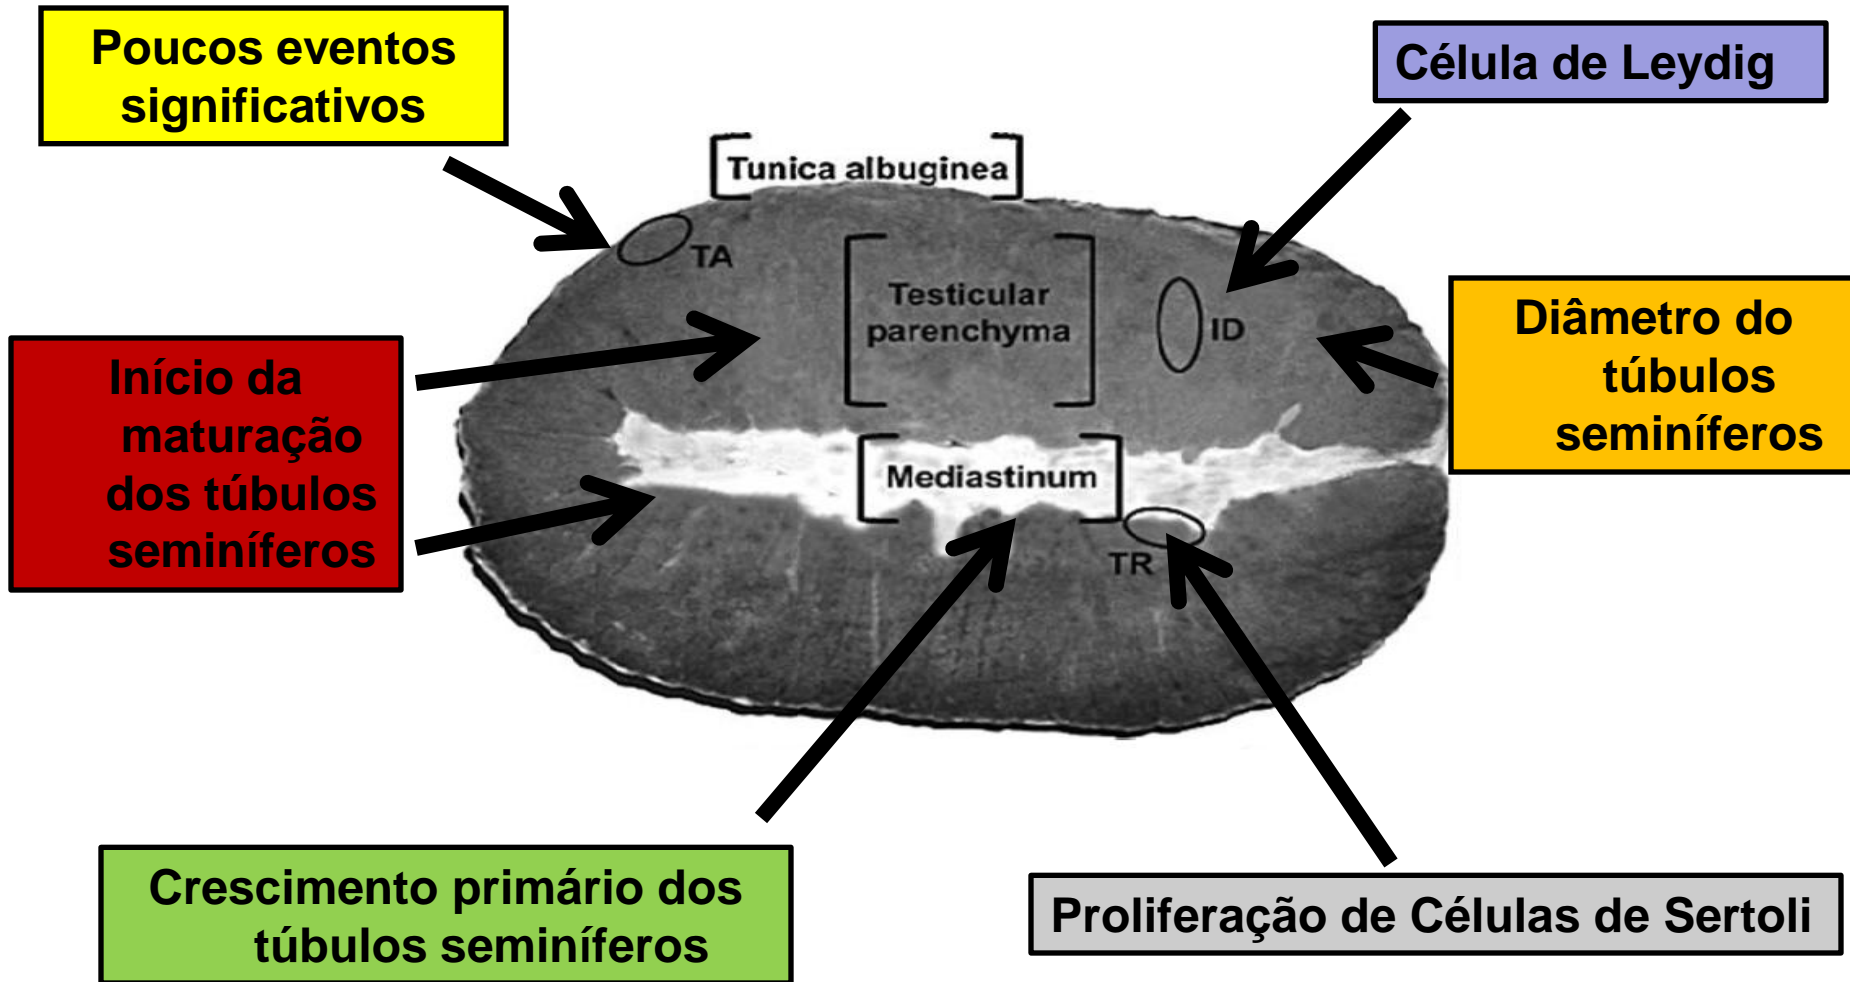 Poucos eventos
significativos
Célula de Leydig
Tunica albuginea
TA
Testicular
parenchyma
ID
Diâmetro do
túbulos
seminíferos
Início da
maturação
dos túbulos
seminíferos
Mediastinum
TR
Crescimento primário dos
túbulos seminíferos
Proliferação de Células de Sertoli